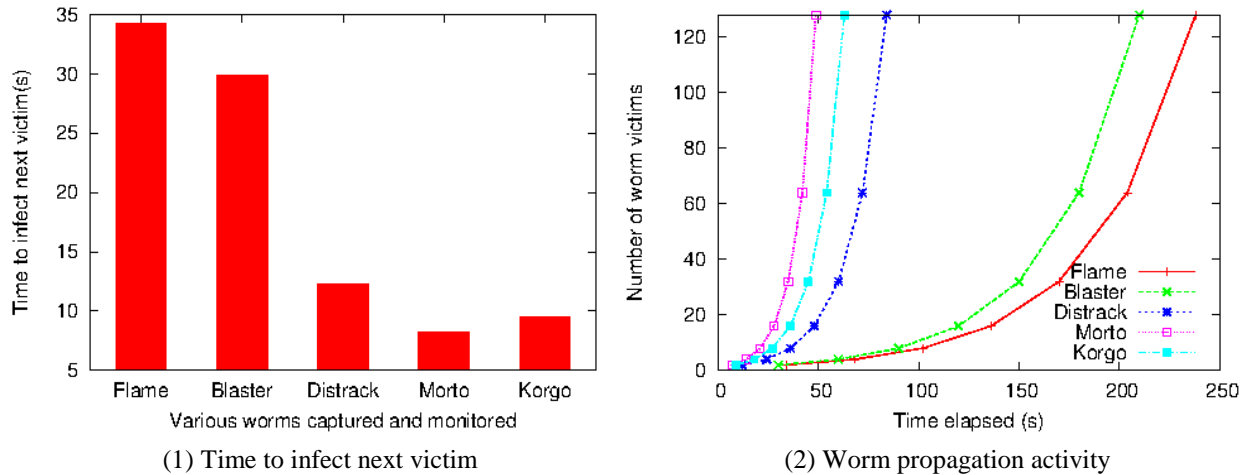 Time to infect next victim(s)
35
30
25
20
15
10
5
Flame Blaster Distrack Morto Korgo
Various worms captured and monitored
(1) Time to infect next victim
Number of worm victims
120
100
80
60
40
20
0
0 50 100 150 200 250
Time elapsed (s)
Flame
Blaster
Distrack
Morto
Korgo
(2) Worm propagation activity